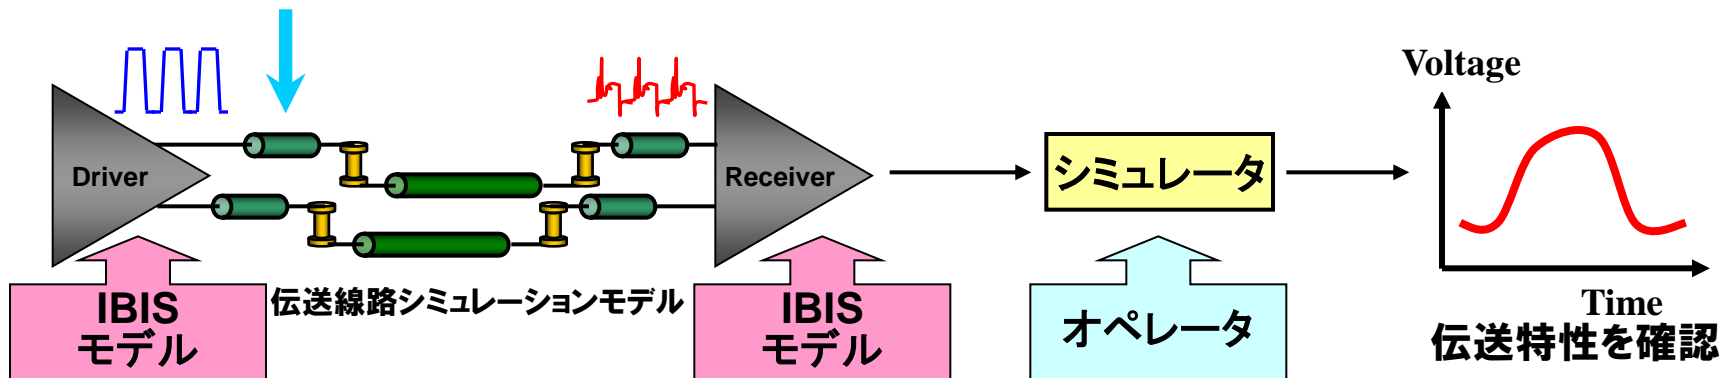 Voltage
Driver
Receiver
シミュレータ
IBIS
モデル
伝送線路シミュレーションモデル
IBIS
モデル
オペレータ
Time
伝送特性を確認